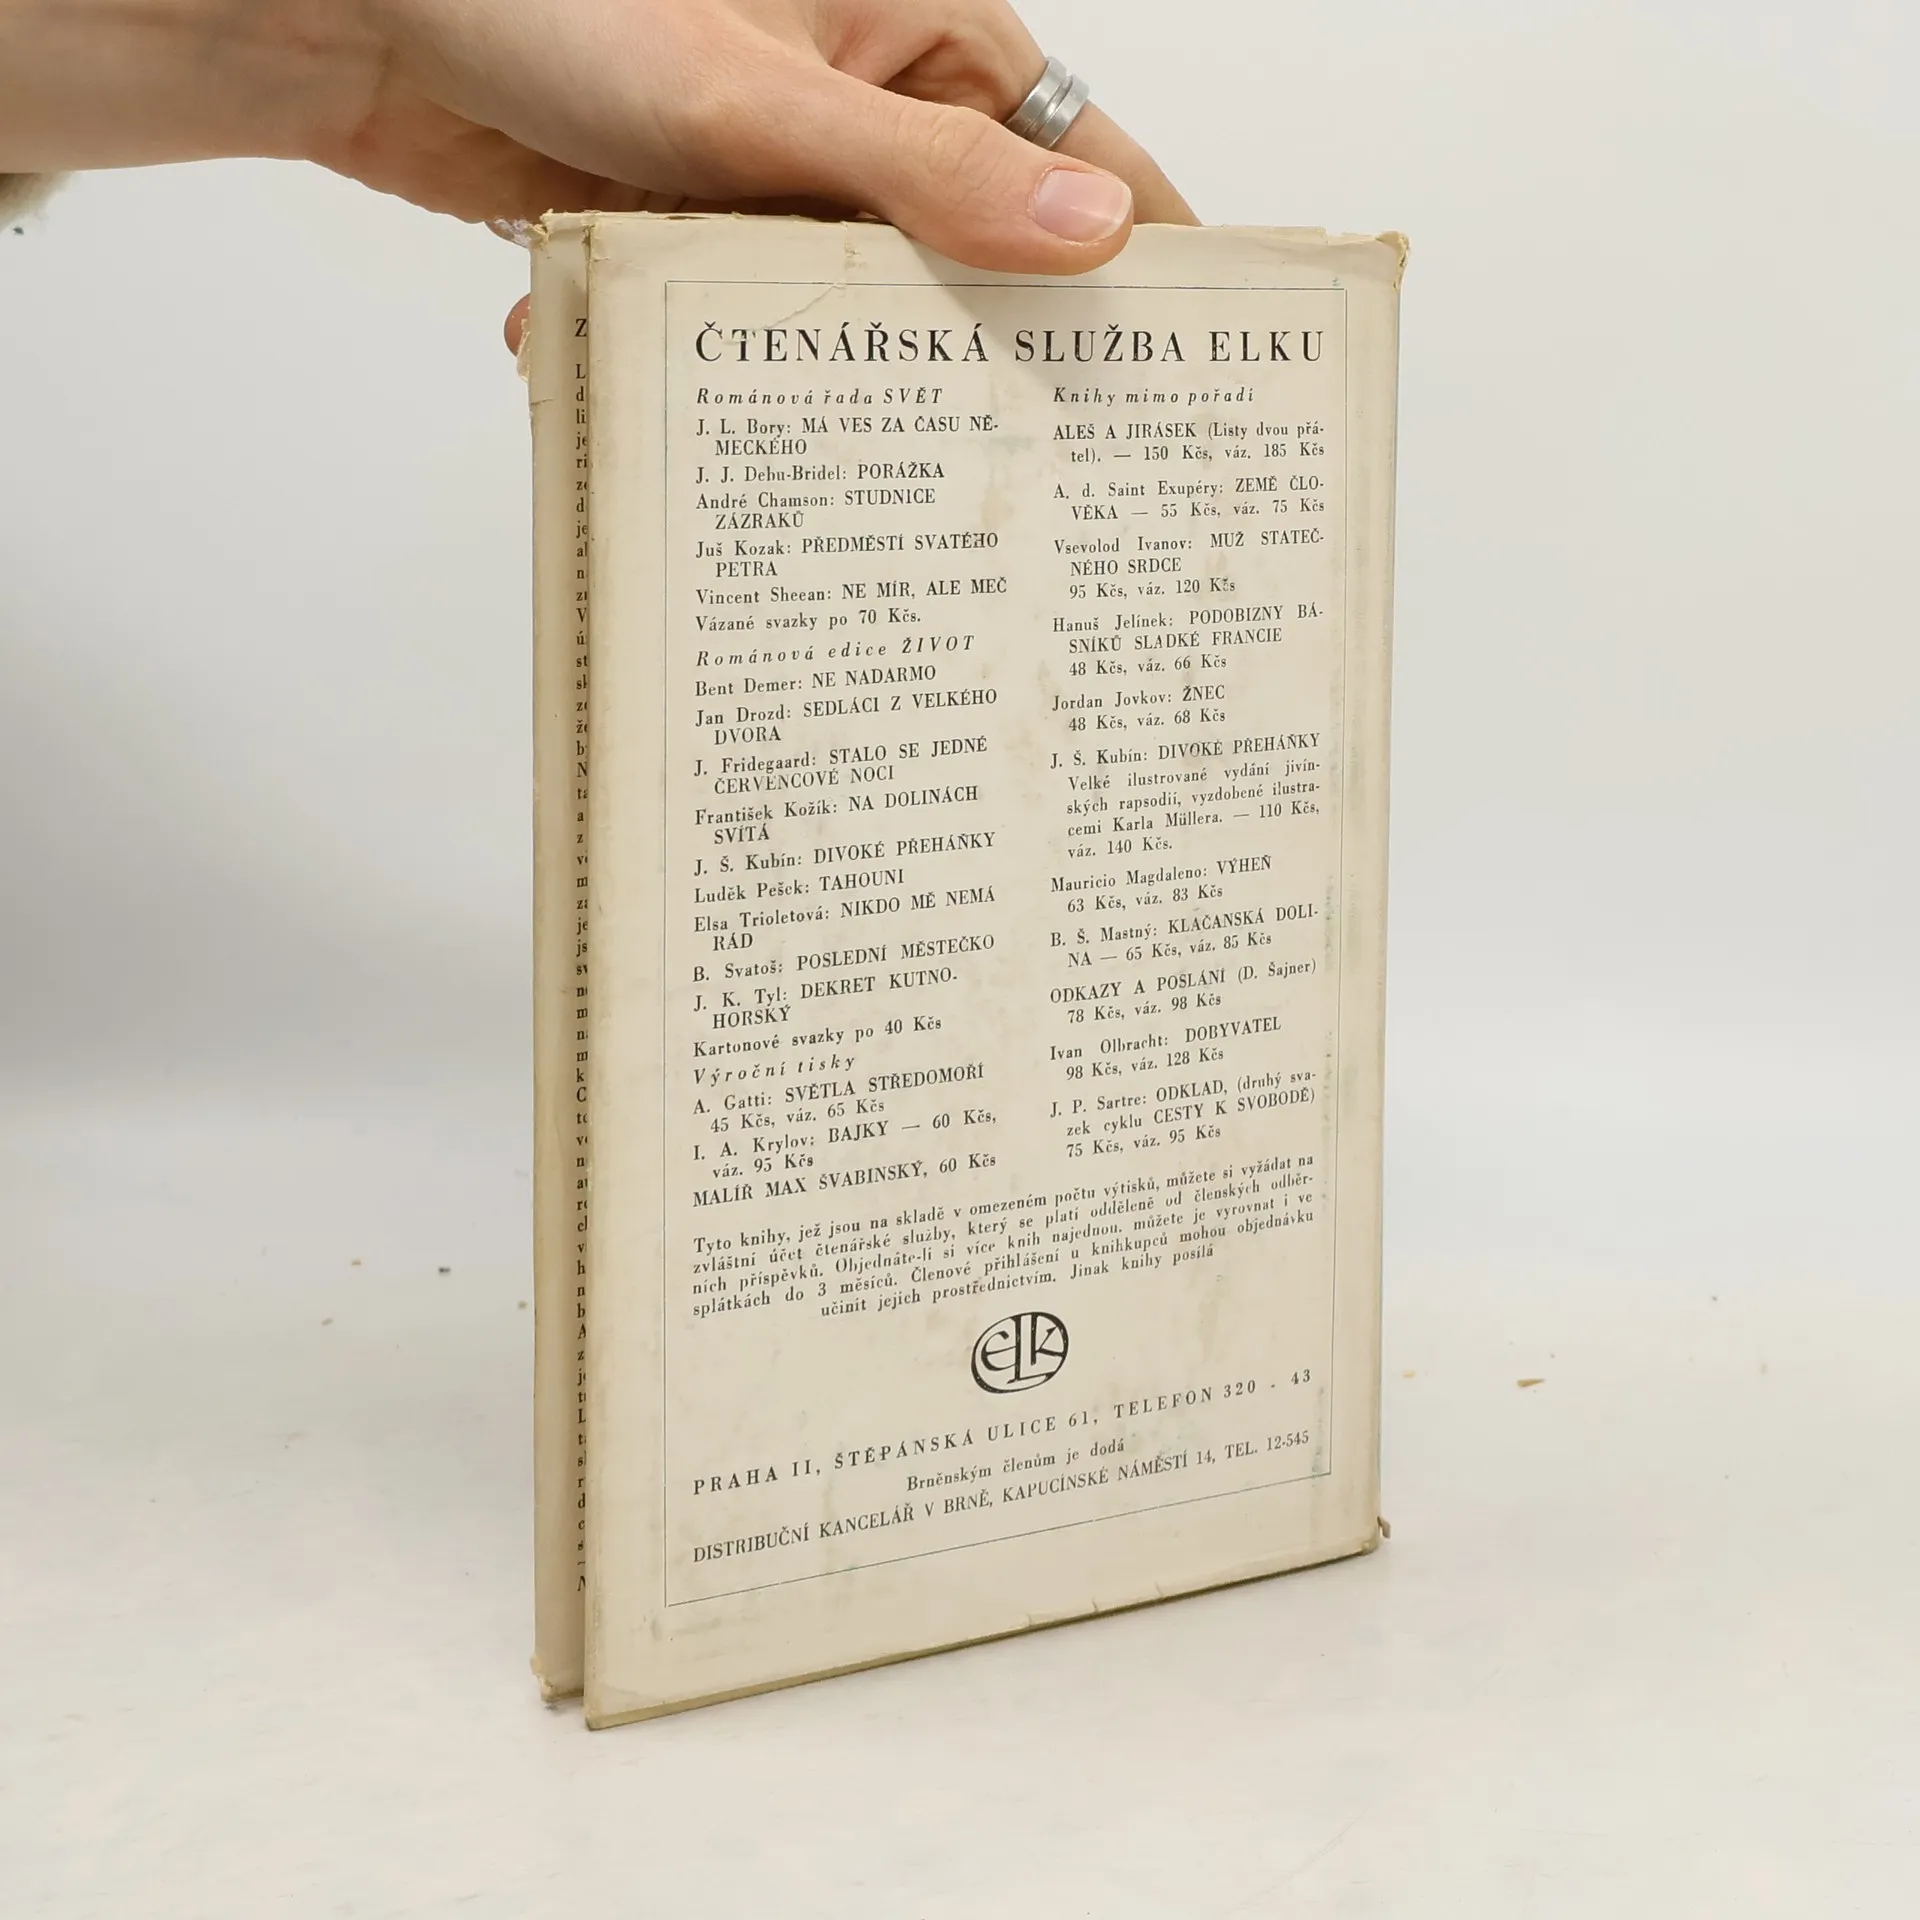 ČTENÁŘSKÁ SLUŽBA ELKU
Románová řada SVĚT
J. L. Bory: MÁ VES ZA ČASU NĚ-
MECKÉHO
J. J. Debu-Bridel: PORÁŽKA
André Chamson: STUDNICE
ZÁZRAKŮ
Juš Kozak: PŘEDMĚSTÍ SVATÉHO
PETRA
Vincent Sheean: NE MÍR, ALE MEČ
Vázané svazky po 70 Kčs.
Románová edice ŽIVOT
Bent Demer: NE NADARMO
Jan Drozd: SEDLÁCI Z VELKÉHO
DVORA
J. Fridegaard: STALO SE JEDNÉ
ČERVENCOVÉ NOCI
František Kožík: NA DOLINÁCH
SVÍTÁ
J. Š. Kubín: DIVOKÉ PŘEHÁŇKY
Luděk Pešek: TAHOUNI
Elsa Trioletová: NIKDO MĚ NEMÁ
RÁD
B. Svatoš: POSLEDNÍ MĚSTEČKO
J. K. Tyl: DEKRET KUTNO-
HORSKÝ
Kartonové svazky po 40 Kčs
Výroční tisky
A. Gatti: SVĚTLA STŘEDOMOŘÍ
45 Kčs, váz. 65 Kčs
I. A. Krylov: BAJKY — 60 Kčs,
váz. 95 Kčs
MALÍŘ MAX ŠVABINSKÝ, 60 Kčs
Knihy mimo pořadí
ALEŠ A JIRÁSEK (Listy dvou přá-
tel). — 150 Kčs, váz. 185 Kčs
A. d. Saint Exupéry: ZEMĚ ČLO-
VĚKA — 55 Kčs, váz. 75 Kčs
Vsevolod Ivanov: MUŽ STATEČ-
NÉHO SRDCE
95 Kčs, váz. 120 Kčs
Hanuš Jelínek: PODOBIZNY BÁ-
SNÍKŮ SLADKÉ FRANCIE
48 Kčs, váz. 66 Kčs
Jordan Jovkov: ŽNEC
48 Kčs, váz. 68 Kčs
J. Š. Kubín: DIVOKÉ PŘEHÁŇKY
Velké ilustrované vydání jivín-
ských rapsodií, vyzdobené ilustra-
cemi Karla Müllera. — 110 Kčs,
váz. 140 Kčs.
Mauricio Magdaleno: VÝHEŇ
63 Kčs, váz. 83 Kčs
B. Š. Mastný: KLAČANSKÁ DOLI-
NA — 65 Kčs, váz. 85 Kčs
ODKAZY A POSLÁNÍ (D. Šajner)
78 Kčs, váz. 98 Kčs
Ivan Olbracht: DOBYVATEL
98 Kčs, váz. 128 Kčs
J. P. Sartre: ODKLAD, (druhý sva-
zek cyklu CESTY K SVOBODĚ)
75 Kčs, váz. 95 Kčs
Tyto knihy, jež jsou na skladě v omezeném počtu výtisků, můžete si vyžádat na
zvláštní účet čtenářské služby, který se platí odděleně od členských odběr-
ních příspěvků. Objednáte-li si více knih najednou, můžete je vyrovnat i ve
splátkách do 3 měsíců. Členové přihlášení u knihkupců mohou objednávku
učinit jejich prostřednictvím. Jinak knihy posílá
ELK
PRAHA II, ŠTĚPÁNSKÁ ULICE 61, TELEFON 320 - 43
Brněnským členům je dodá
DISTRIBUČNÍ KANCELÁŘ V BRNĚ, KAPUCÍNSKÉ NÁMĚSTÍ 14, TEL. 12-545